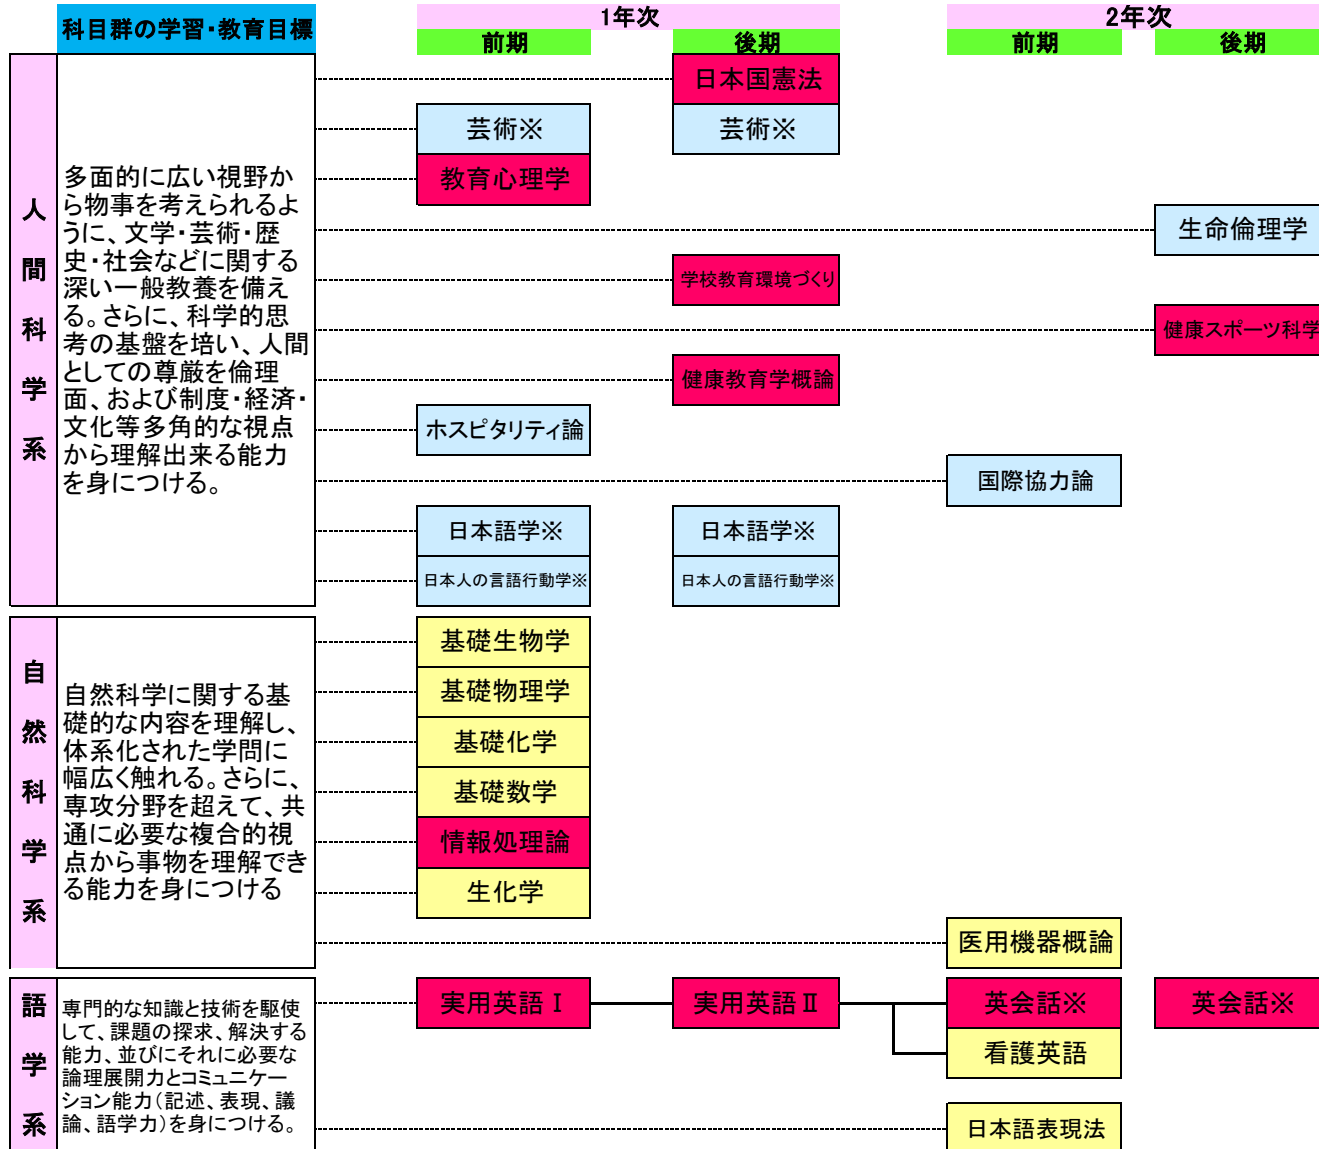 科目群の学習・教育目標
1年次
2年次
前期
後期
前期
後期
人間科学系
多面的に広い視野か
ら物事を考えられるよ
うに、文学・芸術・歴
史・社会などに関する
深い一般教養を備え
る。さらに、科学的思
考の基盤を培い、人間
としての尊厳を倫理
面、および制度・経済・
文化等多角的な視点
から理解出来る能力
を身につける。
日本国憲法
芸術※
芸術※
教育心理学
生命倫理学
学校教育環境づくり
健康スポーツ科学
健康教育学概論
ホスピタリティ論
国際協力論
日本語学※
日本語学※
日本人の言語行動学※
日本人の言語行動学※
自然科学系
自然科学に関する基
礎的な内容を理解し、
体系化された学問に
幅広く触れる。さらに、
専攻分野を超えて、共
通に必要な複合的視
点から事物を理解でき
る能力を身につける
基礎生物学
基礎物理学
基礎化学
基礎数学
情報処理論
生化学
医用機器概論
語学系
専門的な知識と技術を駆使
して、課題の探求、解決する
能力、並びにそれに必要な
論理展開力とコミュニケー
ション能力（記述、表現、議
論、語学力）を身につける。
実用英語Ⅰ
実用英語Ⅱ
英会話※
英会話※
看護英語
日本語表現法